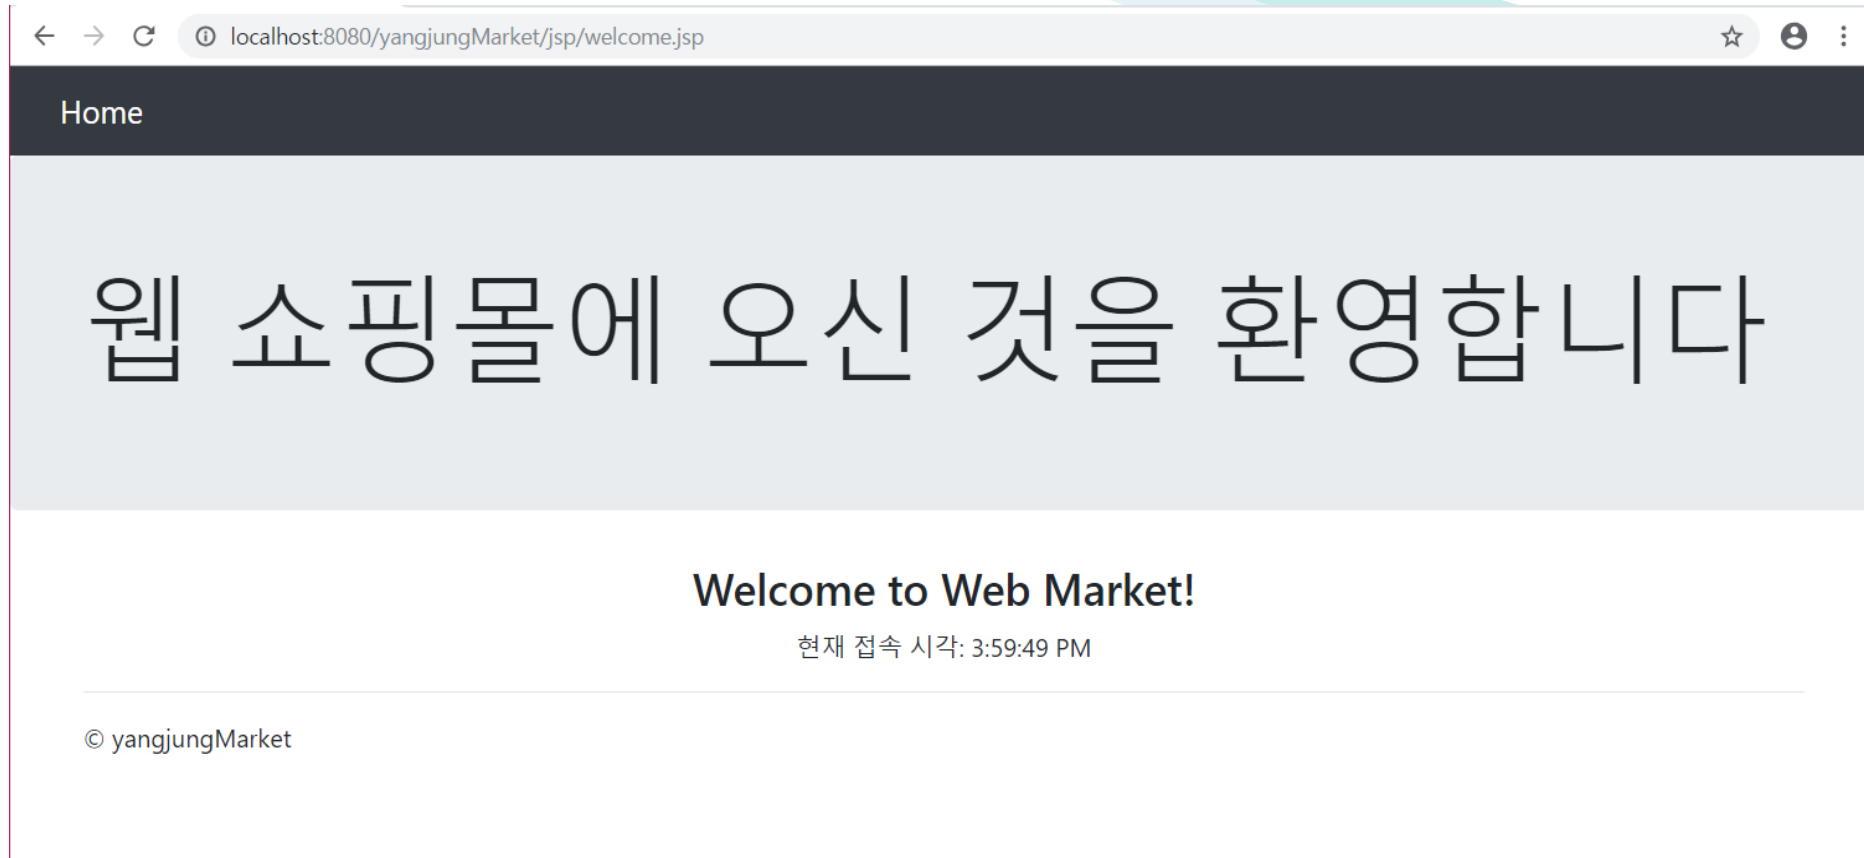 localhost:8080/yangjungMarket/jsp/welcome.jsp
Home
웹 쇼핑몰에 오신 것을 환영합니다
Welcome to Web Market!
현재 접속 시각: 3:59:49 PM
© yangjungMarket